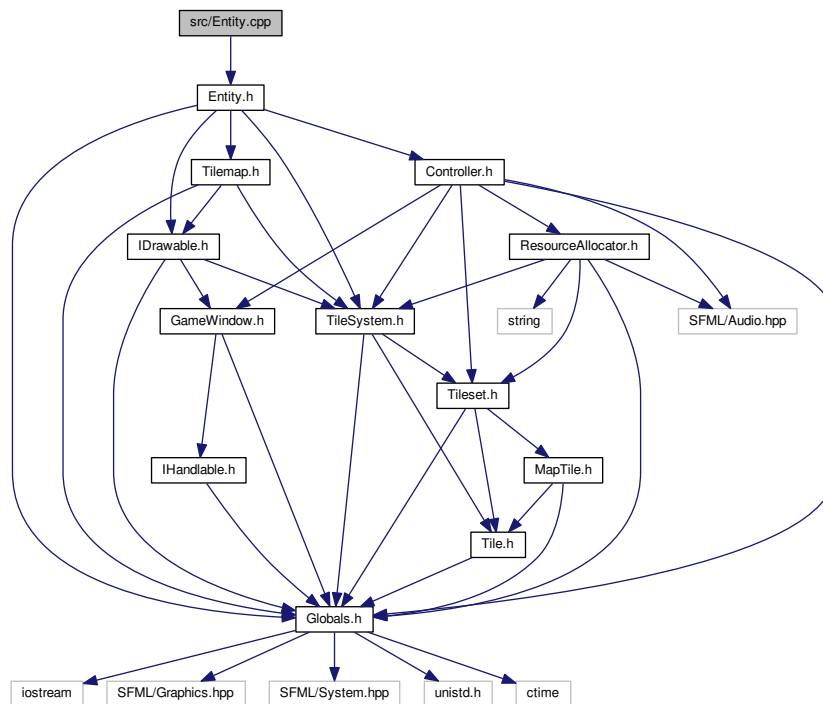 src/Entity.cpp
Entity.h
Tilemap.h
Controller.h
IDrawable.h
ResourceAllocator.h
GameWindow.h
TileSystem.h
string
SFML/Audio.hpp
Tileset.h
IHandlable.h
MapTile.h
Tile.h
Globals.h
iostream
SFML/Graphics.hpp
SFML/System.hpp
unistd.h
ctime